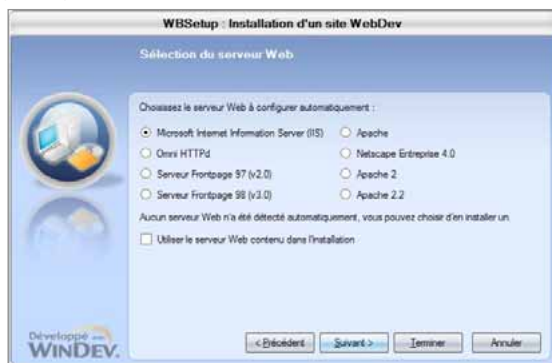 WBSetup : Installation d'un site WebDev
Sélection du serveur Web
Choisissez le serveur Web à configurer automatiquement :
Microsoft Internet Information Server (IIS)
Apache
Omni HTTPd
Netscape Entreprise 4.0
Serveur Frontpage 97 (v2.0)
Apache 2
Serveur Frontpage 98 (v3.0)
Apache 2.2
Aucun serveur Web n'a été détecté automatiquement, vous pouvez choisir d'en installer un
Utiliser le serveur Web contenu dans l'installation
Développé avec
WINDEV.
< Précédent
Suivant >
Terminer
Annuler